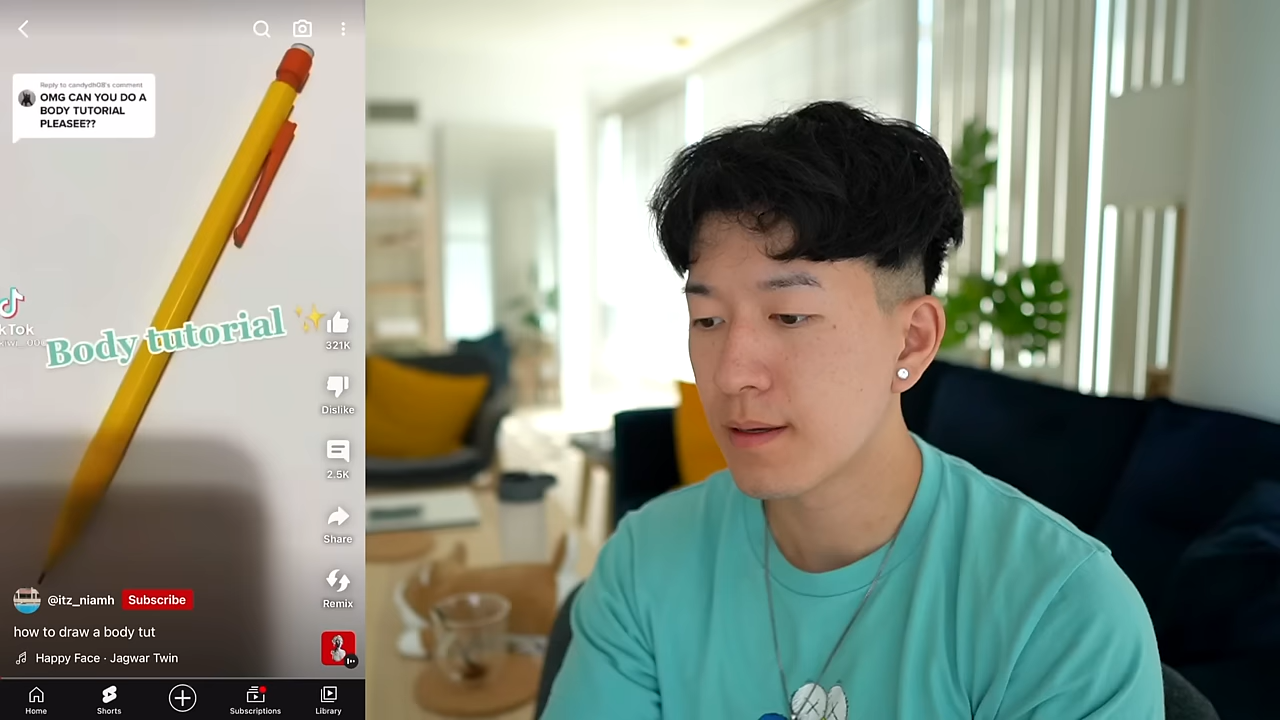 Reply to candydh08's comment
OMG CAN YOU DO A
BODY TUTORIAL
PLEASEE??
kTok
Body tutorial ✨
321K
Dislike
2.5K
Share
Remix
@itz_niamh
Subscribe
how to draw a body tut
Happy Face · Jagwar Twin
Home
Shorts
Subscriptions
Library